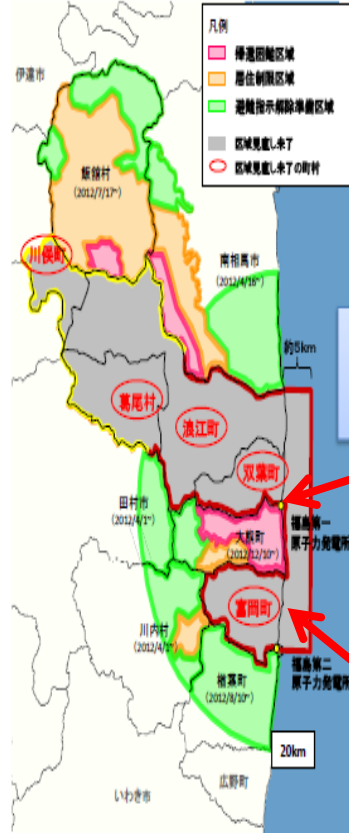 凡例
帰還困難区域
居住制限区域
避難指示解除準備区域
区域見直し未了
区域見直し未了の町村
伊達市
飯舘村
(2012/7/17~)
川俣町
南相馬市
(2012/4/16~)
約5km
葛尾村
浪江町
双葉町
田村市
(2012/4/1~)
大熊町
(2012/12/10~)
福島第一
原子力発電所
富岡町
川内村
(2012/4/1~)
楢葉町
(2012/8/10~)
福島第二
原子力発電所
20km
広野町
いわき市